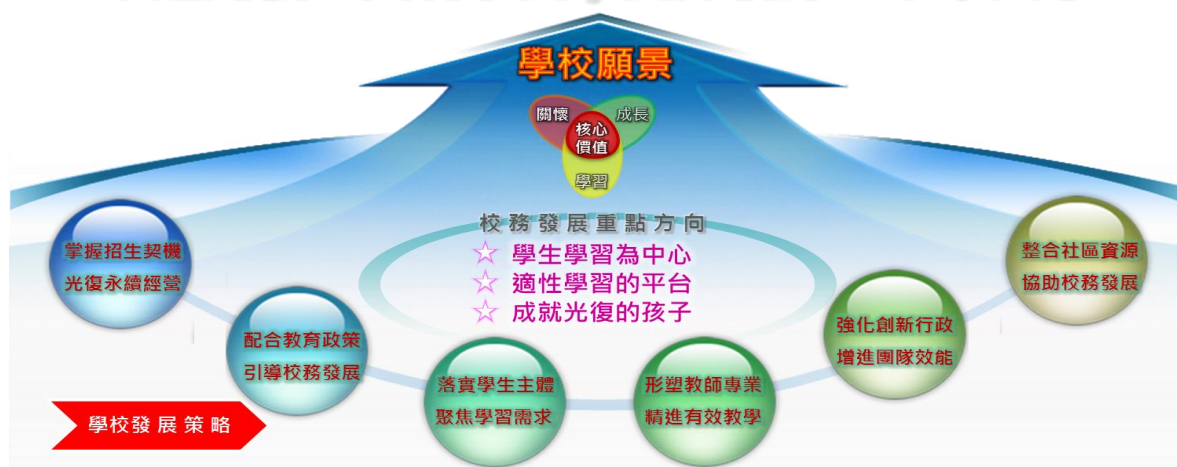 學校願景
關懷
成長
核心
價值
學習
校務發展重點方向
☆ 學生學習為中心
☆ 適性學習的平台
☆ 成就光復的孩子
掌握招生契機
光復永續經營
配合教育政策
引導校務發展
落實學生主體
聚焦學習需求
形塑教師專業
精進有效教學
強化創新行政
增進團隊效能
整合社區資源
協助校務發展
學校發展策略